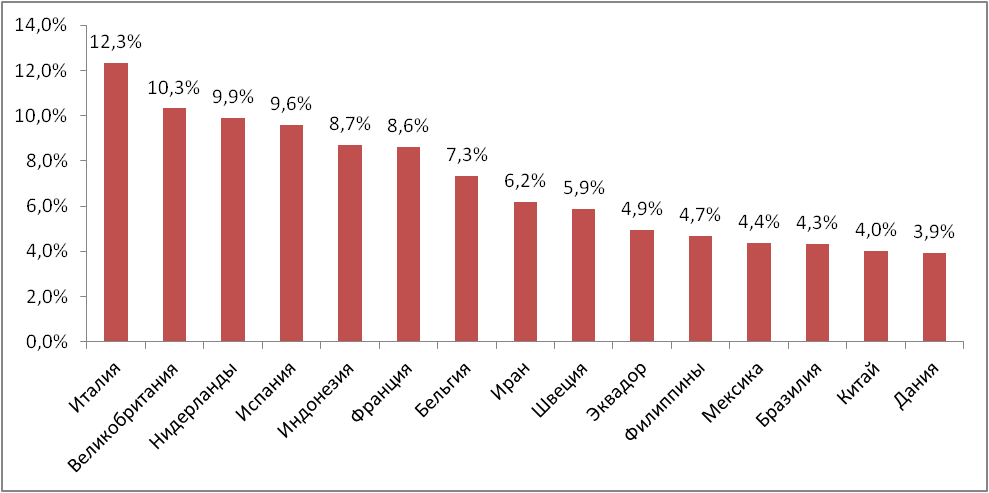 14,0%
12,0%
10,0%
8,0%
6,0%
4,0%
2,0%
0,0%
12,3%
10,3%
9,9%
9,6%
8,7%
8,6%
7,3%
6,2%
5,9%
4,9%
4,7%
4,4%
4,3%
4,0%
3,9%
Италия
Великобритания
Нидерланды
Испания
Индонезия
Франция
Бельгия
Иран
Швеция
Эквадор
Филиппины
Мексика
Бразилия
Китай
Дания